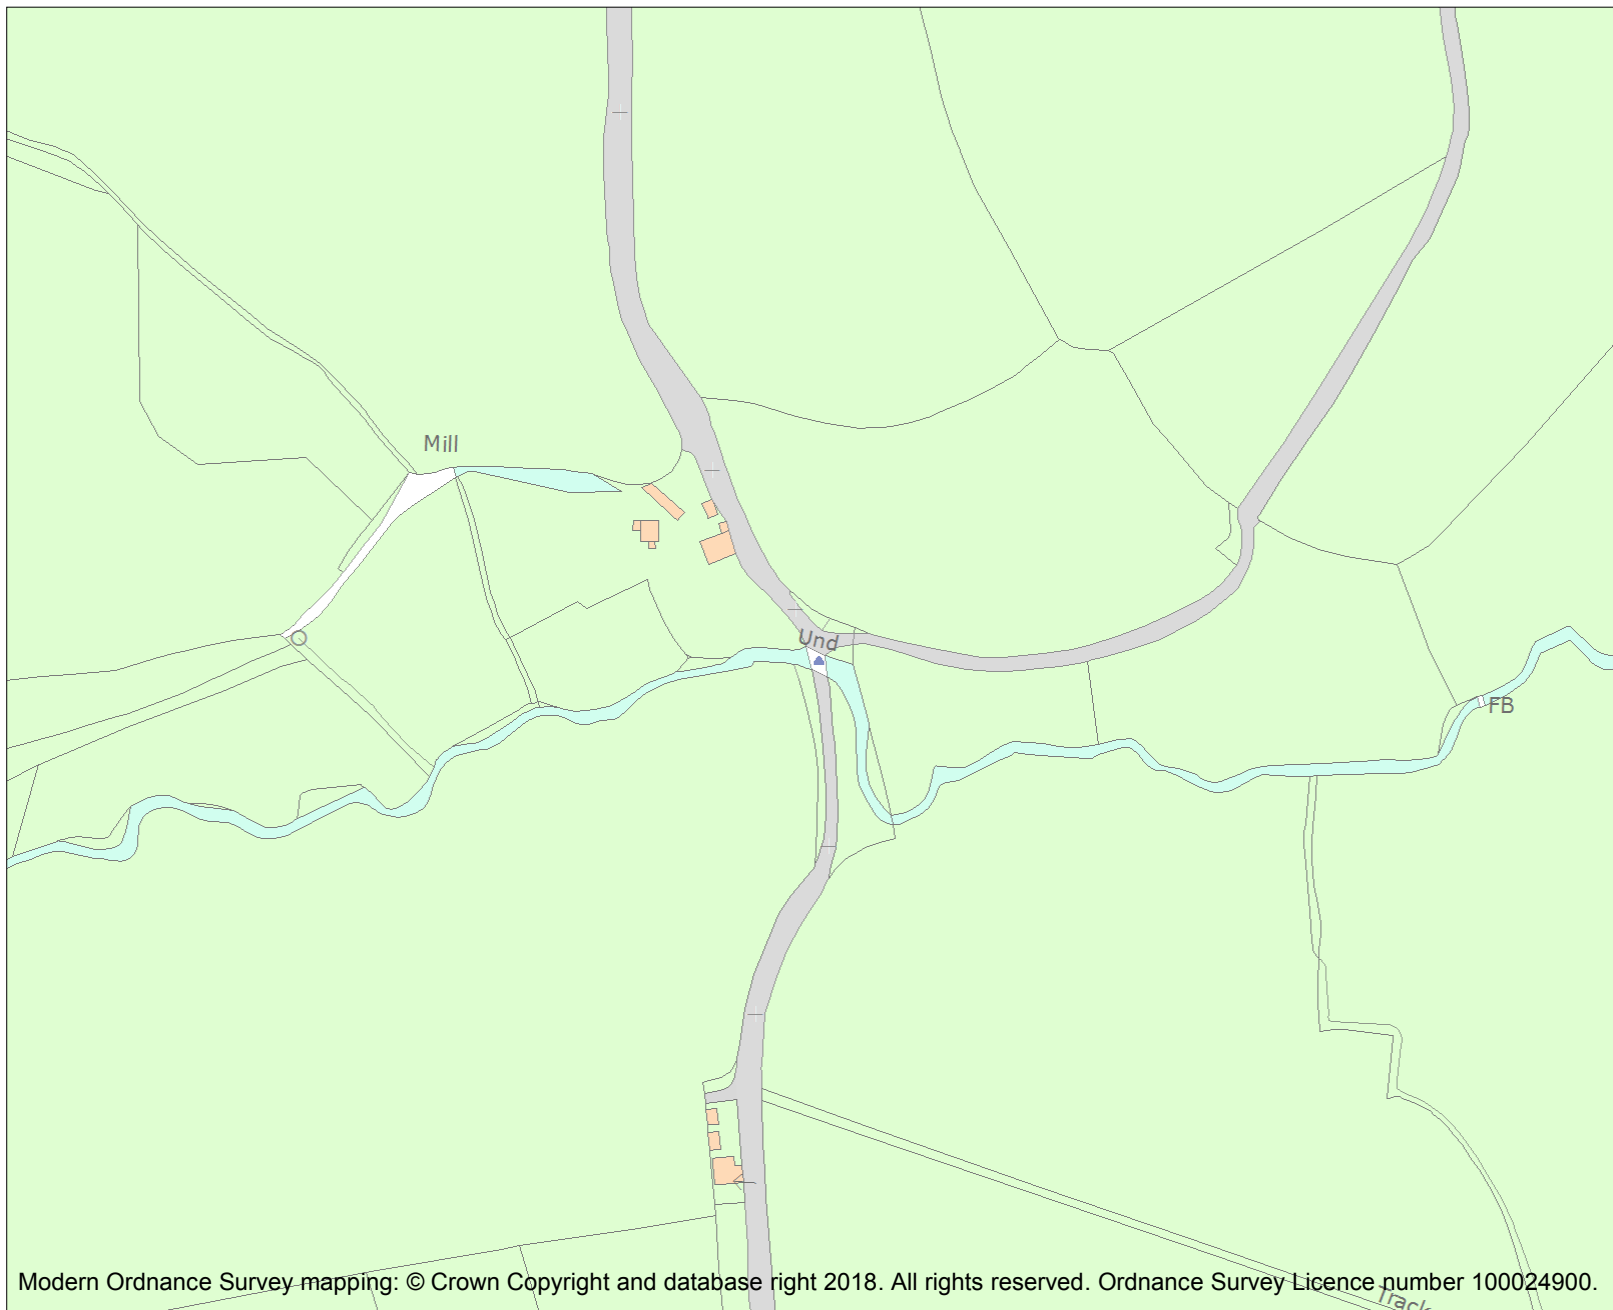 Mill
Und
FB
Modern Ordnance Survey mapping: © Crown Copyright and database right 2018. All rights reserved. Ordnance Survey Licence number 100024900.
Track